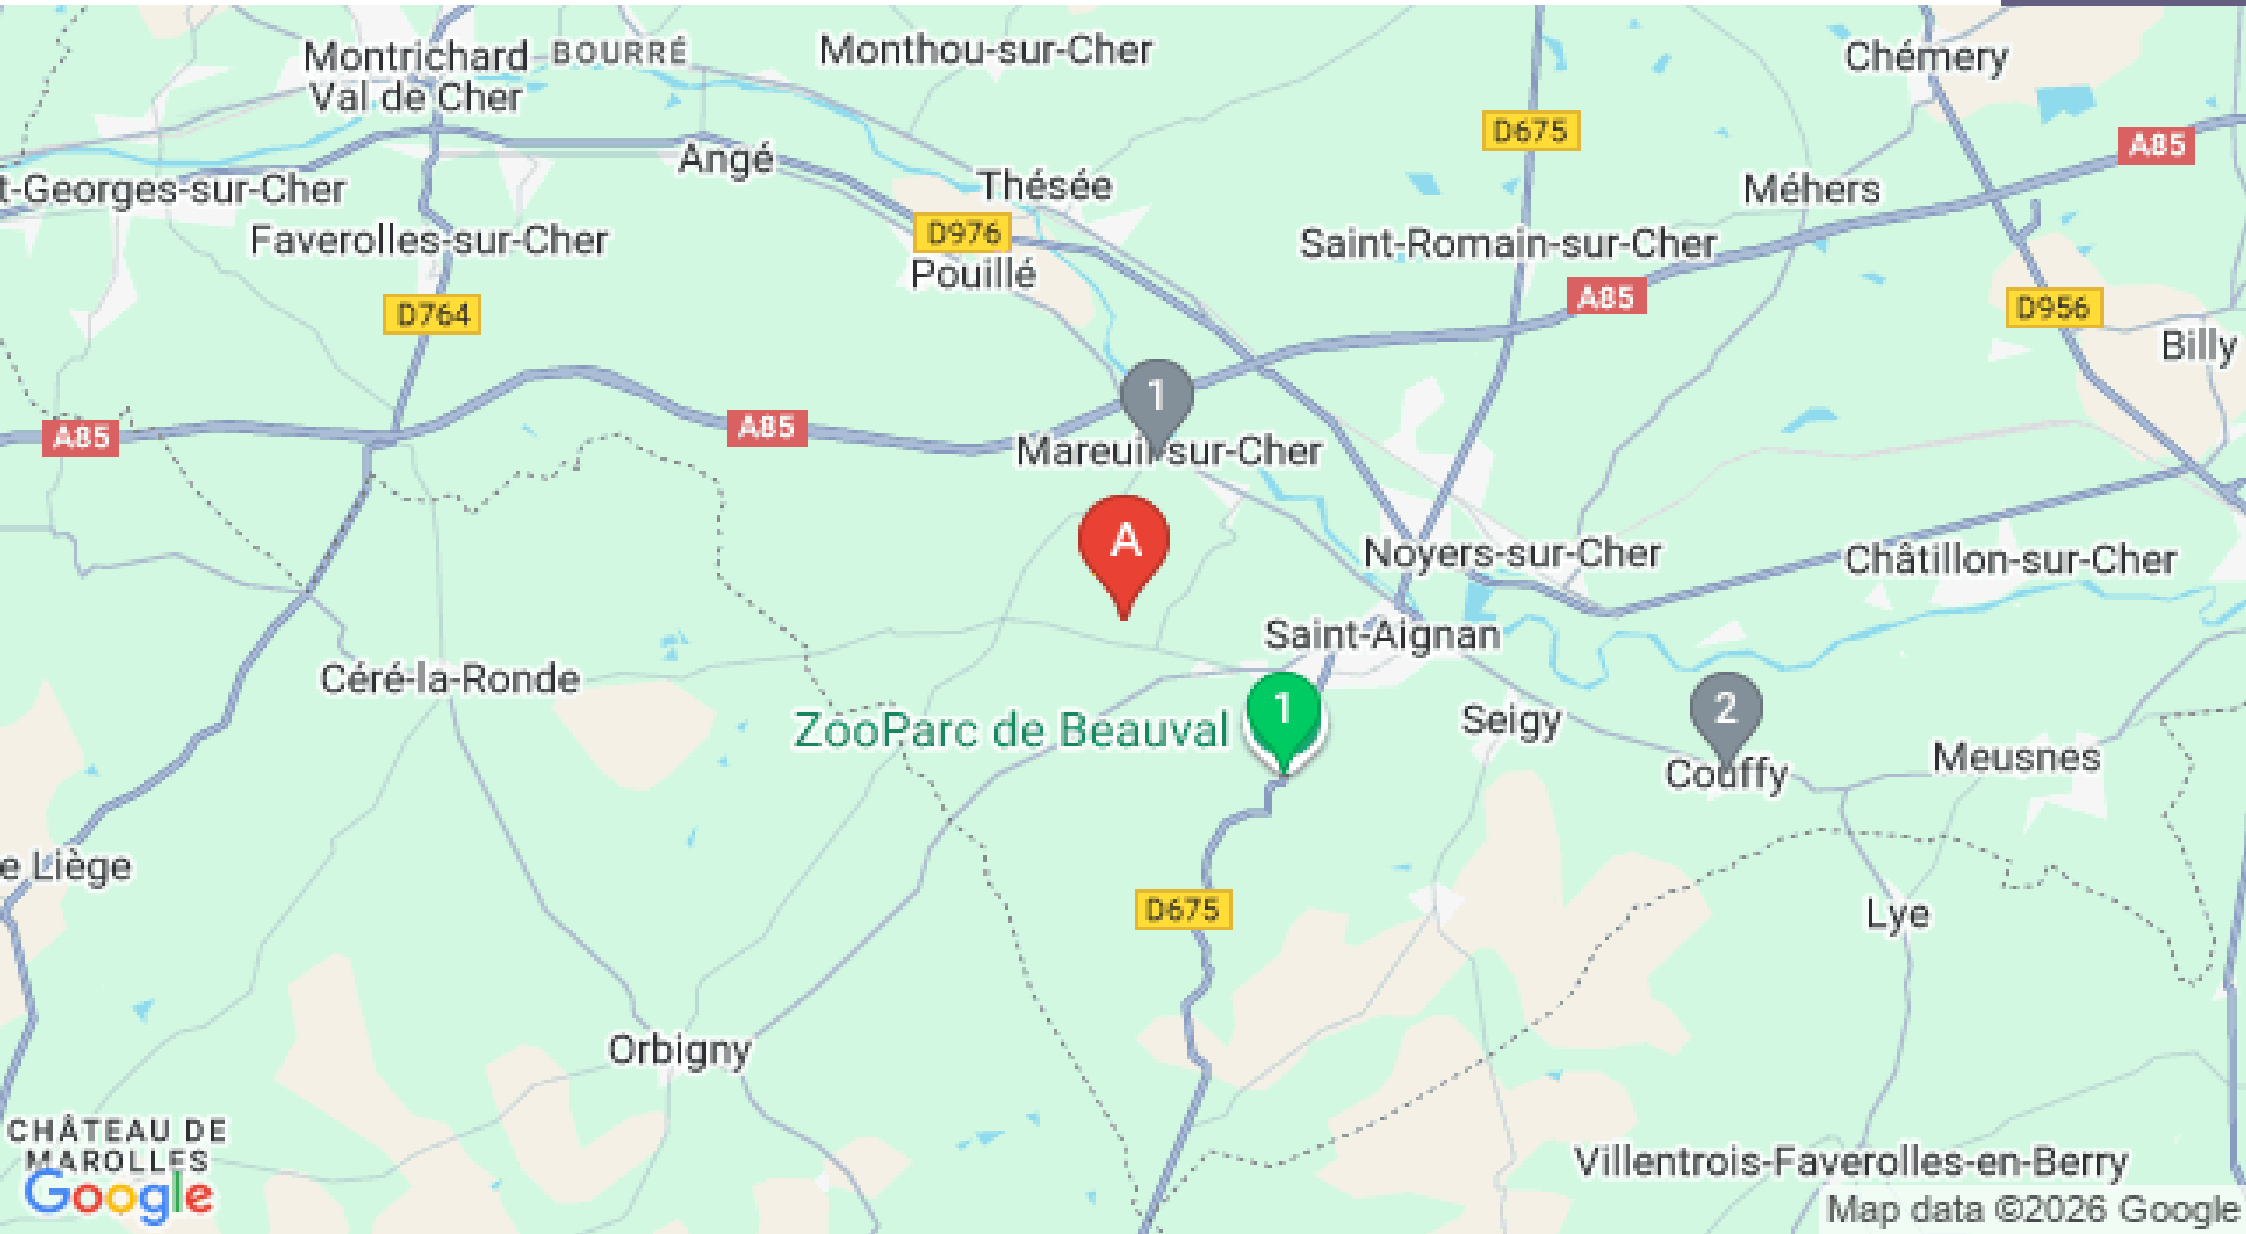 Montrichard
Val de Cher
BOURRÉ
Monthou-sur-Cher
Chémery
D675
A85
Angé
Thésée
t-Georges-sur-Cher
Méhers
Faverolles-sur-Cher
D976
Pouillé
Saint-Romain-sur-Cher
A85
D764
D956
Billy
1
A85
A85
Mareuil-sur-Cher
A
Noyers-sur-Cher
Châtillon-sur-Cher
Saint-Aignan
Céré-la-Ronde
ZooParc de Beauval
1
Seigy
2
Couffy
Meusnes
e Liège
D675
Lye
Orbigny
CHÂTEAU DE
MAROLLES
Villentrois-Faverolles-en-Berry
Google
Map data ©2026 Google